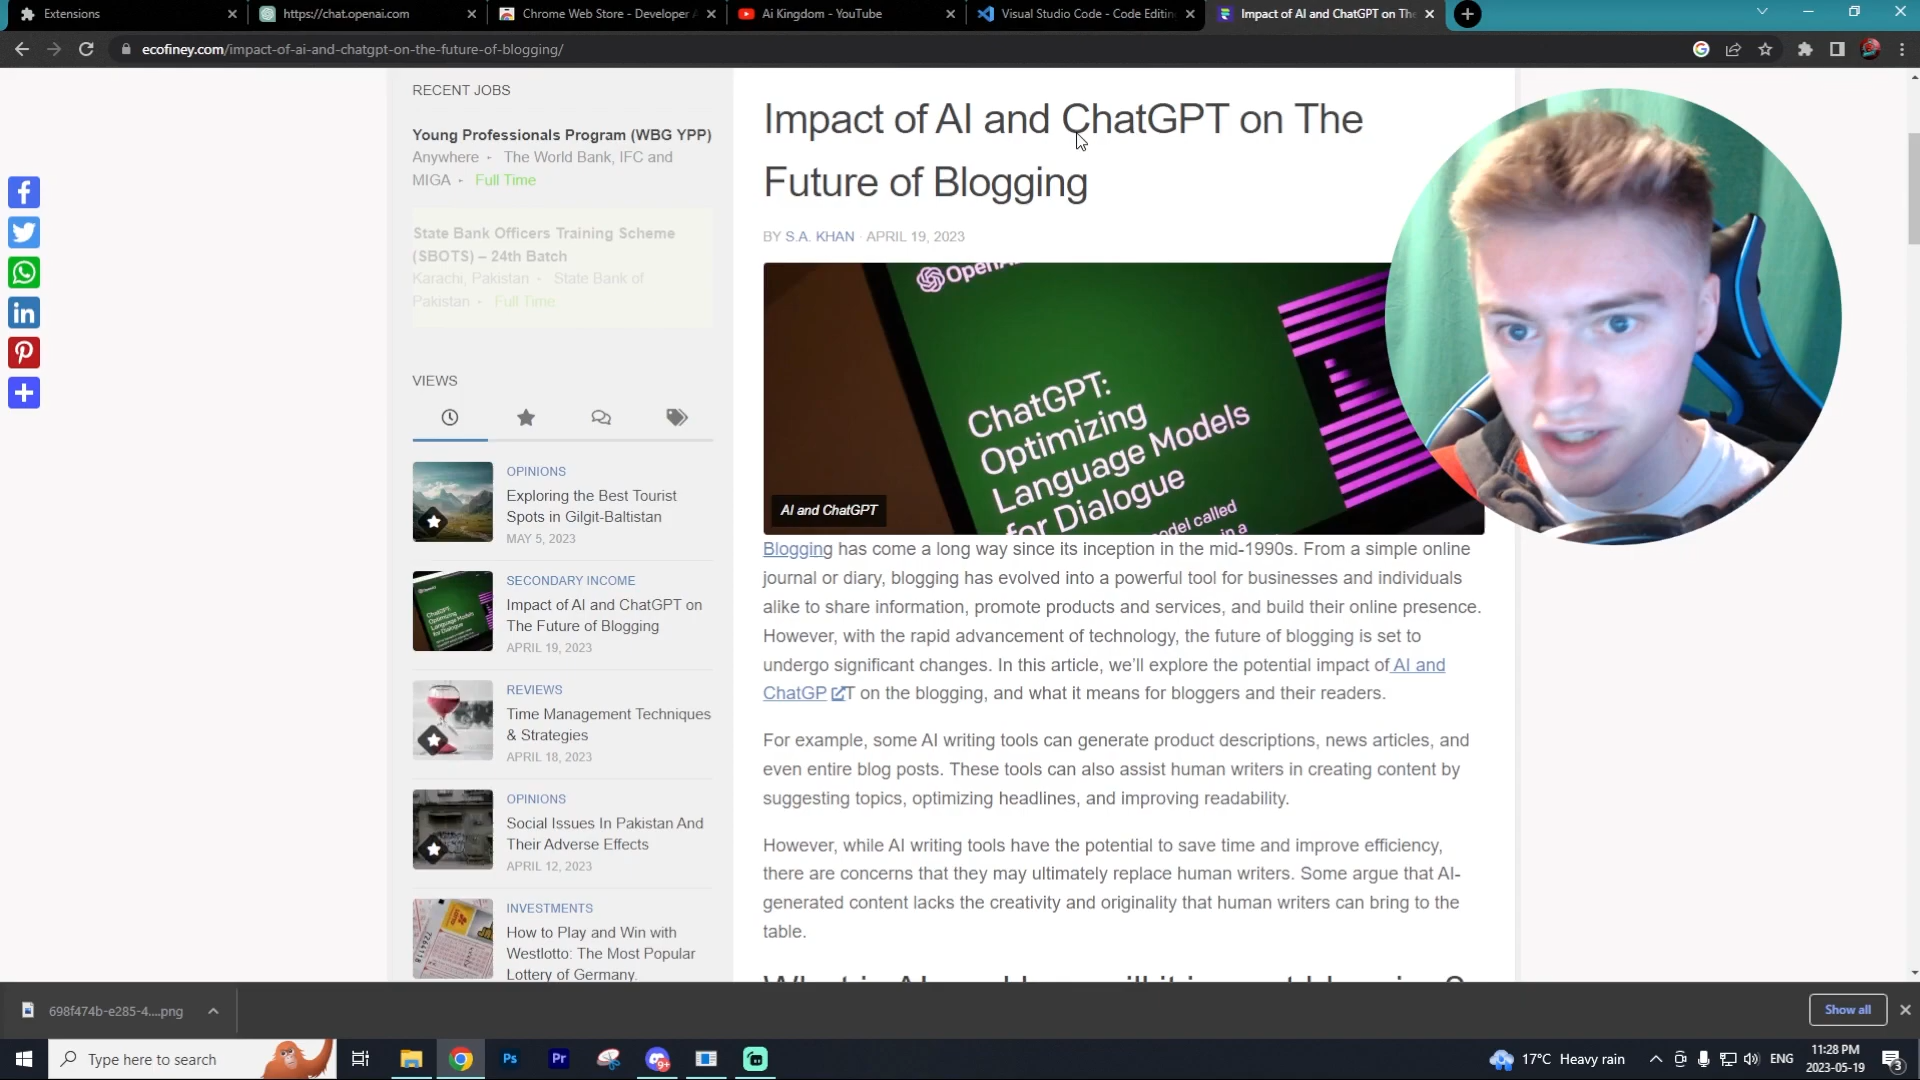 Extensions
https://chat.openai.com
Chrome Web Store - Developer
Ai Kingdom - YouTube
Visual Studio Code - Code Editin
Impact of AI and ChatGPT on The
ecofiney.com/impact-of-ai-and-chatgpt-on-the-future-of-blogging/
RECENT JOBS
Young Professionals Program (WBG YPP)
Anywhere - The World Bank, IFC and
MIGA - Full Time
State Bank Officers Training Scheme
(SBOTS) – 24th Batch
Karachi, Pakistan - State Bank of
Pakistan - Full Time
VIEWS
OPINIONS
Exploring the Best Tourist
Spots in Gilgit-Baltistan
MAY 5, 2023
SECONDARY INCOME
Impact of AI and ChatGPT on
The Future of Blogging
APRIL 19, 2023
REVIEWS
Time Management Techniques
& Strategies
APRIL 18, 2023
OPINIONS
Social Issues In Pakistan And
Their Adverse Effects
APRIL 12, 2023
INVESTMENTS
How to Play and Win with
Westlotto: The Most Popular
Lottery of Germany.
Impact of AI and ChatGPT on The
Future of Blogging
BY S.A. KHAN · APRIL 19, 2023
OpenAI
ChatGPT:
Optimizing
Language Models
for Dialogue
model called
in a
AI and ChatGPT
Blogging has come a long way since its inception in the mid-1990s. From a simple online
journal or diary, blogging has evolved into a powerful tool for businesses and individuals
alike to share information, promote products and services, and build their online presence.
However, with the rapid advancement of technology, the future of blogging is set to
undergo significant changes. In this article, we’ll explore the potential impact of AI and
ChatGPT on the blogging, and what it means for bloggers and their readers.
For example, some AI writing tools can generate product descriptions, news articles, and
even entire blog posts. These tools can also assist human writers in creating content by
suggesting topics, optimizing headlines, and improving readability.
However, while AI writing tools have the potential to save time and improve efficiency,
there are concerns that they may ultimately replace human writers. Some argue that AI-
generated content lacks the creativity and originality that human writers can bring to the
table.
698f474b-e285-4....png
Show all
Type here to search
Ps
Pr
17°C Heavy rain
ENG
11:28 PM
2023-05-19
3